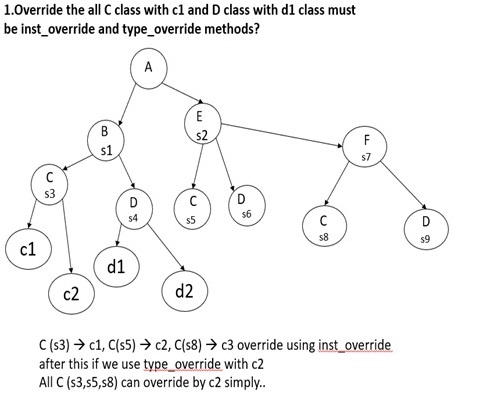 1.Override the all C class with c1 and D class with d1 class must
be inst_override and type_override methods?
A
B
s1
E
s2
F
s7
C
s3
D
s4
C
s5
D
s6
C
s8
D
s9
c1
c2
d1
d2
C (s3) → c1, C(s5) → c2, C(s8) → c3 override using inst_override
after this if we use type_override with c2
All C (s3,s5,s8) can override by c2 simply..